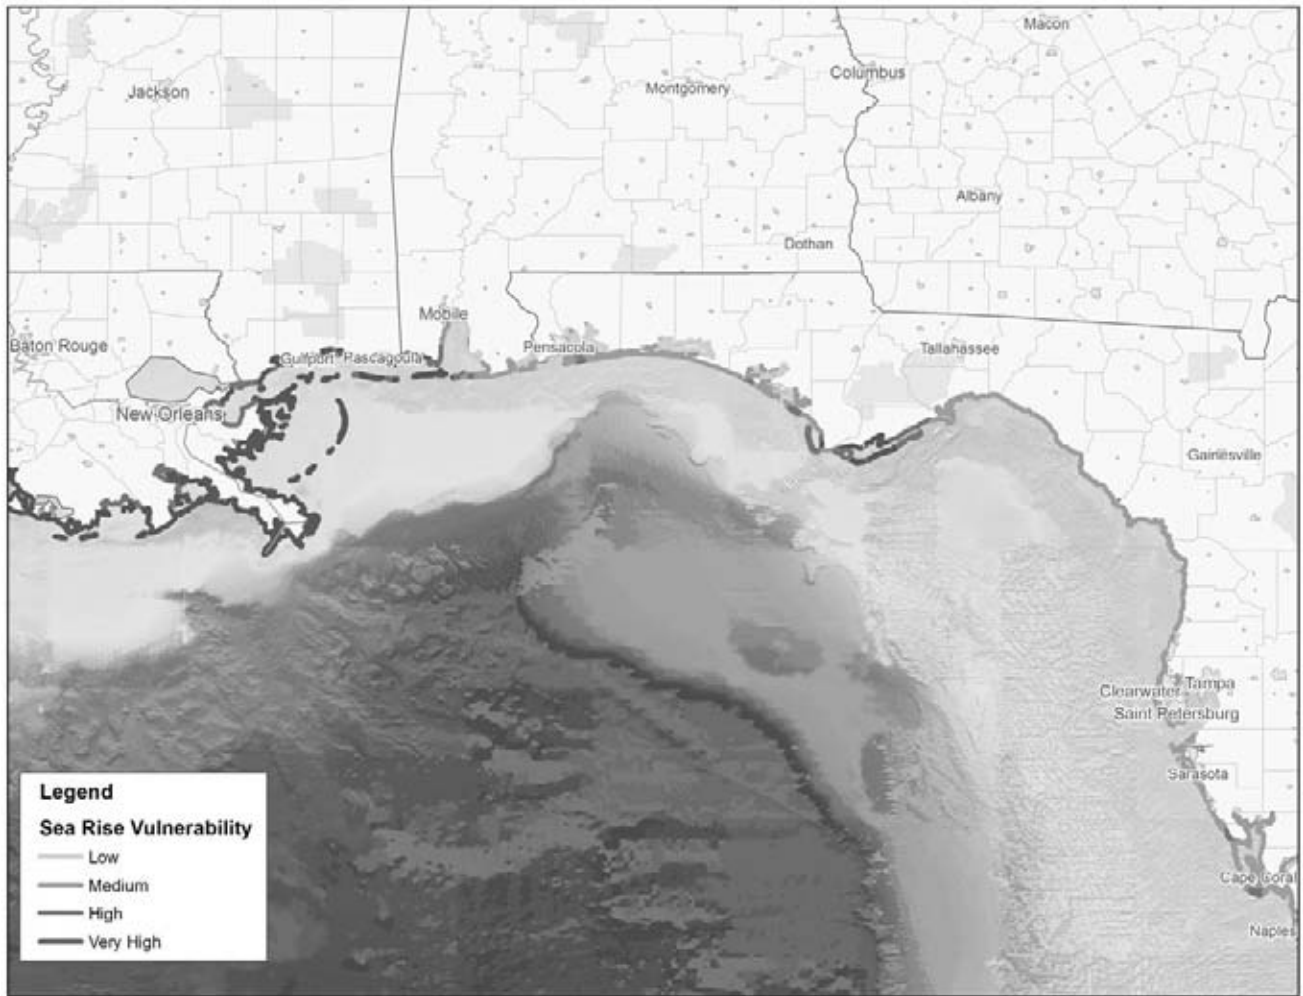 Macon
Columbus
Jackson
Montgomery
Albany
Dothan
Mobile
Baton Rouge
Gulfport
Pascagoula
Pensacola
Tallahassee
New Orleans
Gainesville
Clearwater
Tampa
Saint Petersburg
Sarasota
Legend
Sea Rise Vulnerability
Low
Medium
High
Very High
Cape Coral
Naples